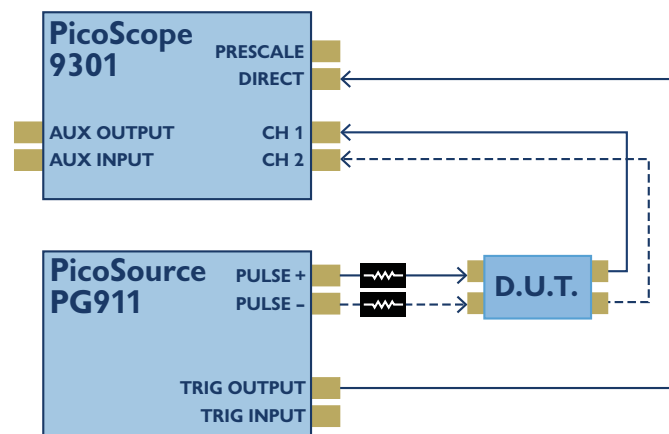 PicoScope
9301
PRESCALE
DIRECT
AUX OUTPUT
CH 1
AUX INPUT
CH 2
PicoSource
PG911
PULSE +
PULSE –
D.U.T.
TRIG OUTPUT
TRIG INPUT